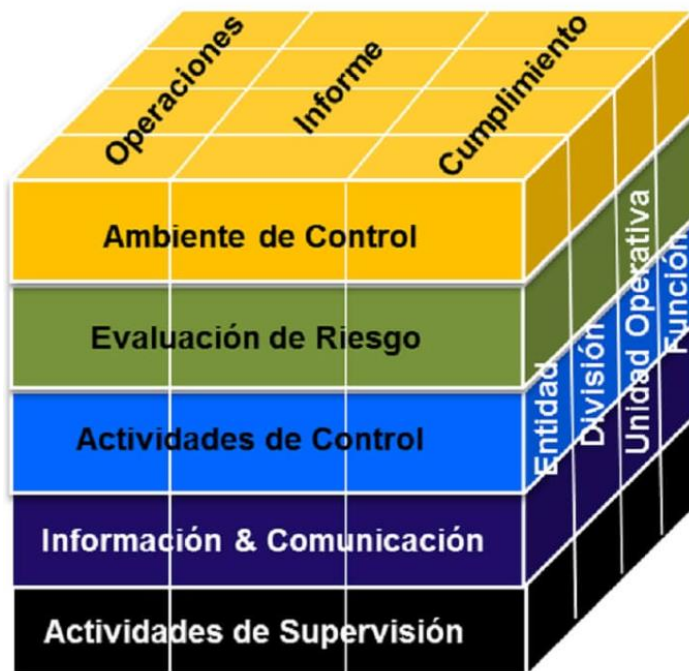 Operaciones
Informe
Cumplimiento
Ambiente de Control
Evaluación de Riesgo
Actividades de Control
Información & Comunicación
Actividades de Supervisión
Entidad
División
Unidad Operativa
Función